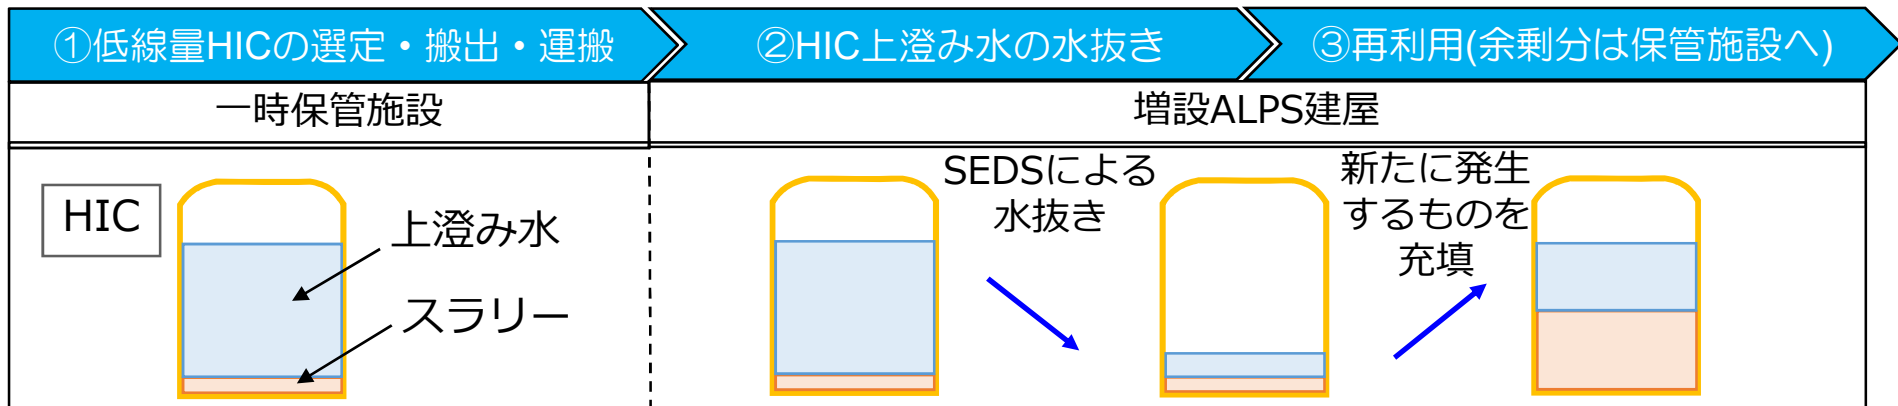 ①低線量HICの選定・搬出・運搬
②HIC上澄み水の水抜き
③再利用(余剰分は保管施設へ)
一時保管施設
増設ALPS建屋
HIC
上澄み水
スラリー
SEDSによる
水抜き
新たに発生
するものを
充填